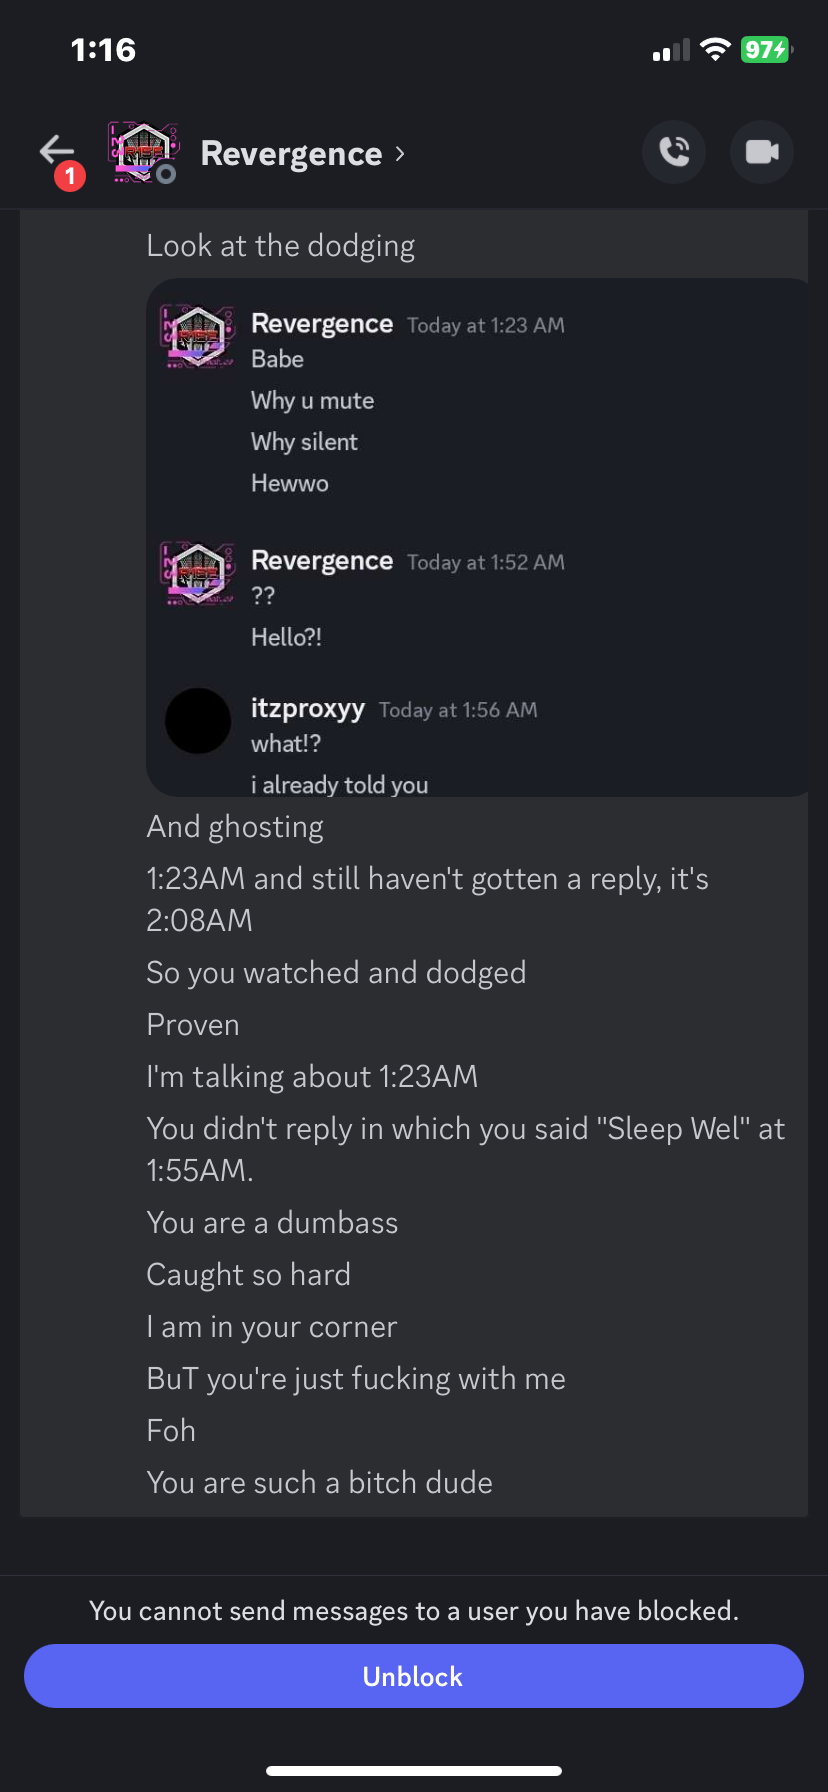 1:16
97
1
Revergence
Look at the dodging
RISE
Revergence Today at 1:23 AM
Babe
Why u mute
Why silent
Hewwo
RISE
Revergence Today at 1:52 AM
??
Hello?!
itzproxyy Today at 1:56 AM
what!?
i already told you
And ghosting
1:23AM and still haven't gotten a reply, it's
2:08AM
So you watched and dodged
Proven
I'm talking about 1:23AM
You didn't reply in which you said "Sleep Wel" at
1:55AM.
You are a dumbass
Caught so hard
I am in your corner
BuT you're just fucking with me
Foh
You are such a bitch dude
You cannot send messages to a user you have blocked.
Unblock